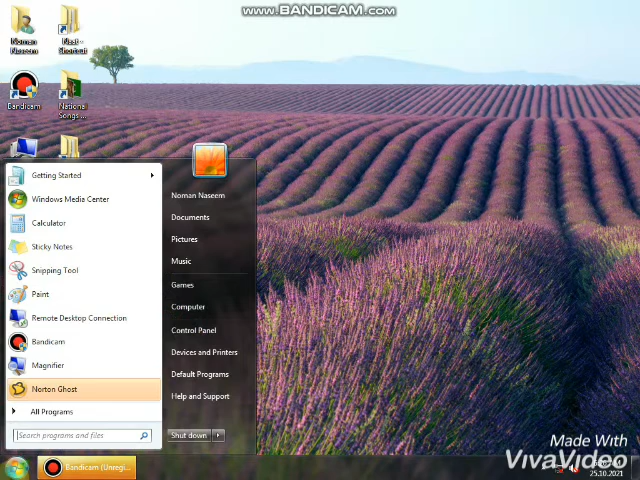 www.BANDICAM.com
Noman
Naseem
Neat -
Shortcut
Bandicam
National
Songs ...
Getting Started
Windows Media Center
Calculator
Sticky Notes
Snipping Tool
Paint
Remote Desktop Connection
Bandicam
Magnifier
Norton Ghost
All Programs
Search programs and files
Noman Naseem
Documents
Pictures
Music
Games
Computer
Control Panel
Devices and Printers
Default Programs
Help and Support
Shut down
Bandicam (Unregi...
Made With
VivaVideo
25.10.2021